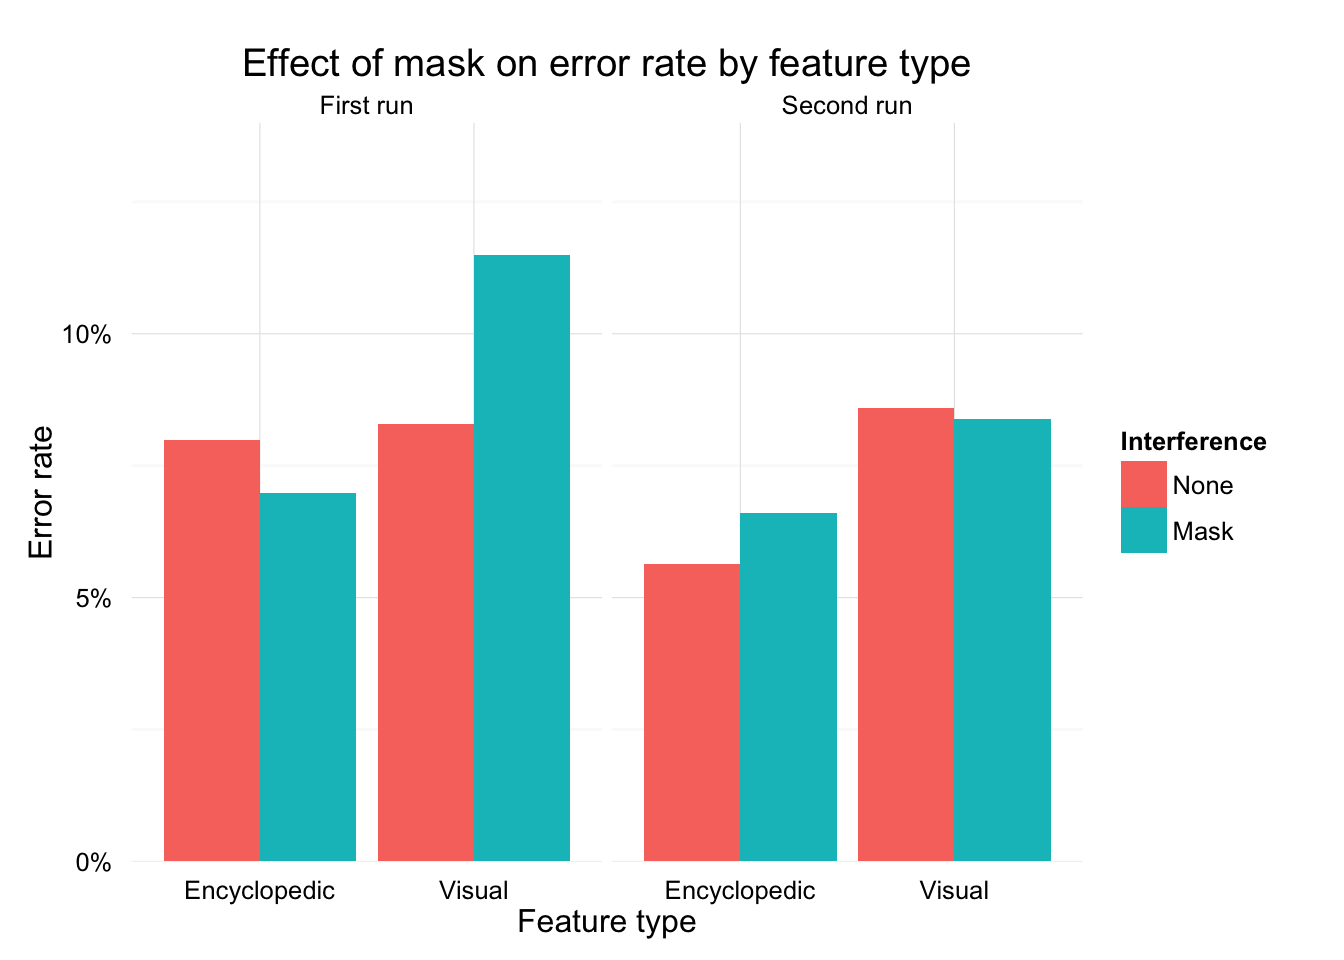 Effect of mask on error rate by feature type
First run
Second run
Error rate
10%
5%
0%
Encyclopedic
Visual
Encyclopedic
Visual
Feature type
Interference
None
Mask